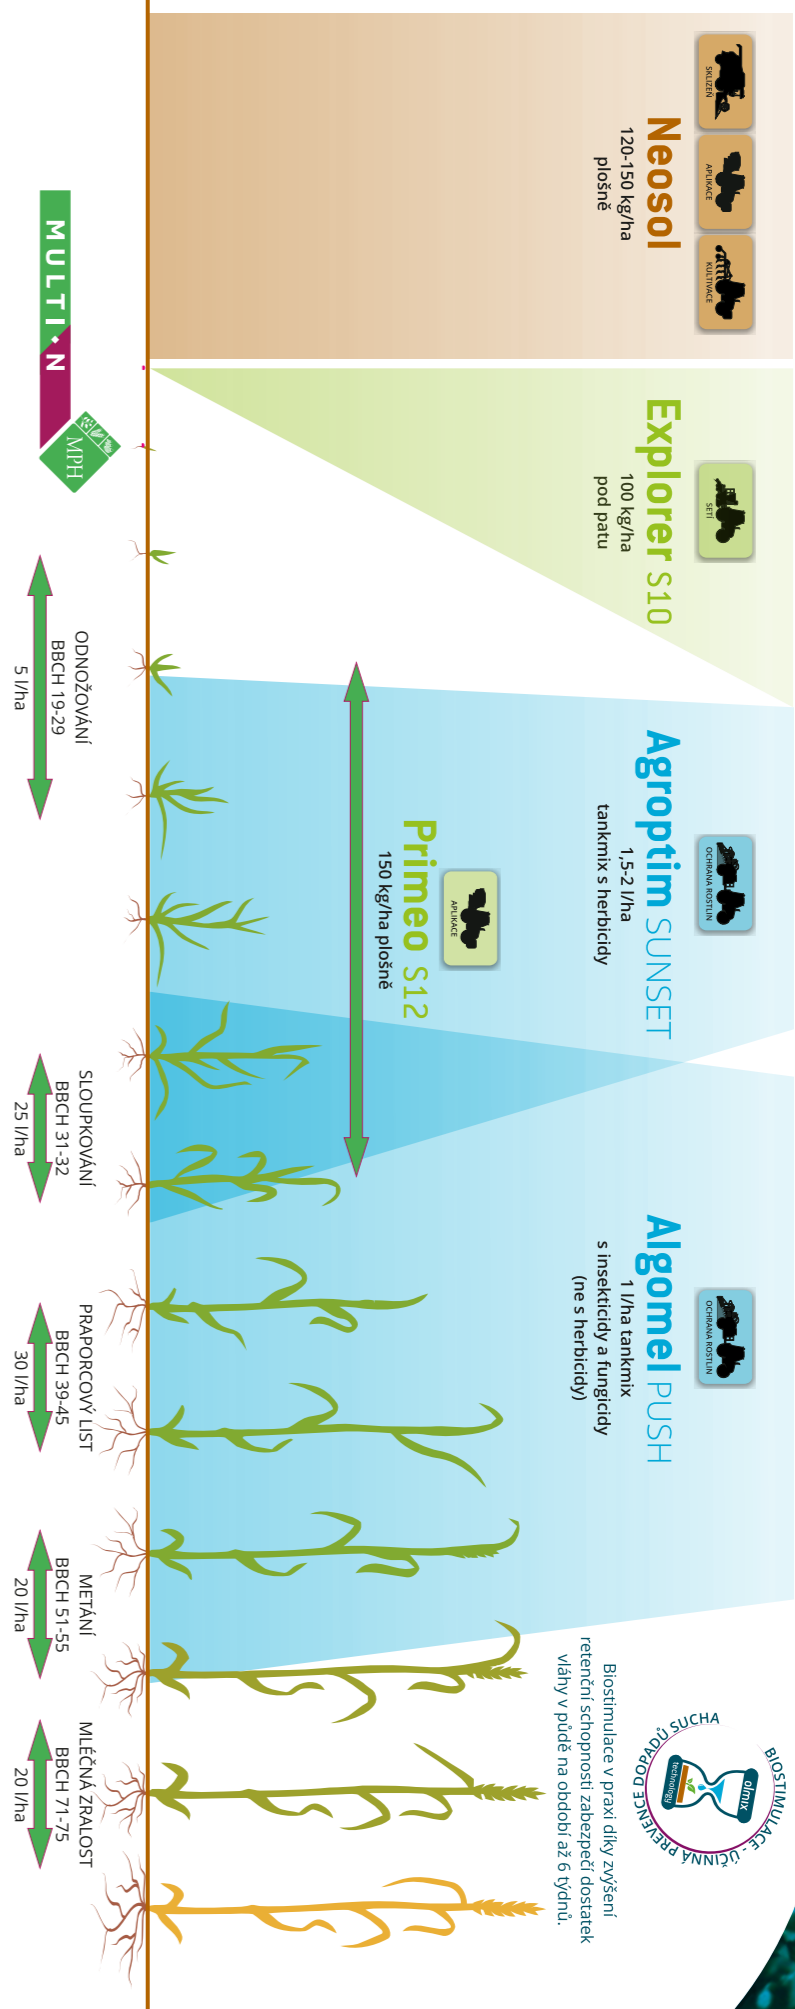 SKLIZEŇ
APLIKACE
KULTIVACE
Neosol
120-150 kg/ha
plošně
SETÍ
Explorer S10
100 kg/ha
pod patu
OCHRANA ROSTLIN
Agroptim SUNSET
1,5-2 l/ha
tankmix s herbicidy
APLIKACE
Primeo S12
150 kg/ha plošně
OCHRANA ROSTLIN
Algomel PUSH
1 l/ha tankmix
s insekticidy a fungicidy
(ne s herbicidy)
BIOSTIMULACE - ÚČINNÁ PREVENCE DOPADŮ SUCHA
olmix
technology
Biostimulace v praxi díky zvýšení
retenční schopnosti zabezpečí dostatek
vláhy v půdě na období až 6 týdnů.
MULTI•N
MPH
ODNOŽOVÁNÍ
BBCH 19-29
5 l/ha
SLOUPKOVÁNÍ
BBCH 31-32
25 l/ha
PRAPORCOVÝ LIST
BBCH 39-45
30 l/ha
METÁNÍ
BBCH 51-55
20 l/ha
MLÉČNÁ ZRALOST
BBCH 71-75
20 l/ha